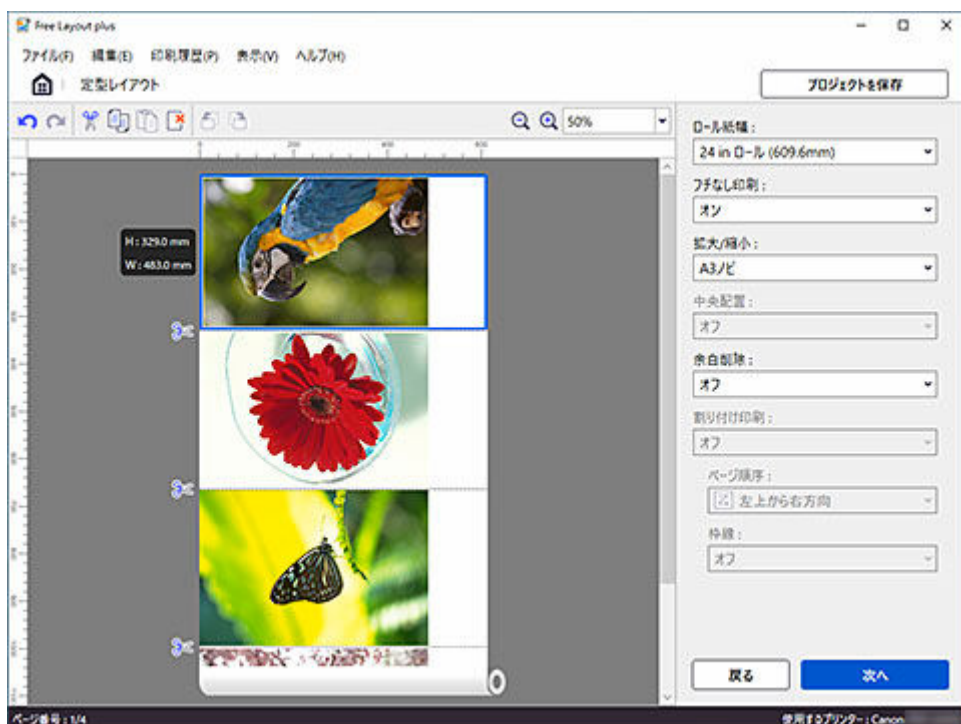 Free Layout plus
ファイル(F) 編集(E) 印刷履歴(P) 表示(V) ヘルプ(H)
定型レイアウト
プロジェクトを保存
50%
0 200 400 600
H : 329.0 mm
W : 483.0 mm
ロール紙幅 :
24 in ロール (609.6mm)
フチなし印刷 :
オン
拡大/縮小 :
A3ノビ
中央配置 :
オフ
余白削除 :
オフ
割り付け印刷 :
オフ
ページ順序 :
左上から右方向
枠線 :
オフ
戻る
次へ
ページ番号 : 1/4
使用するプリンター : Canon